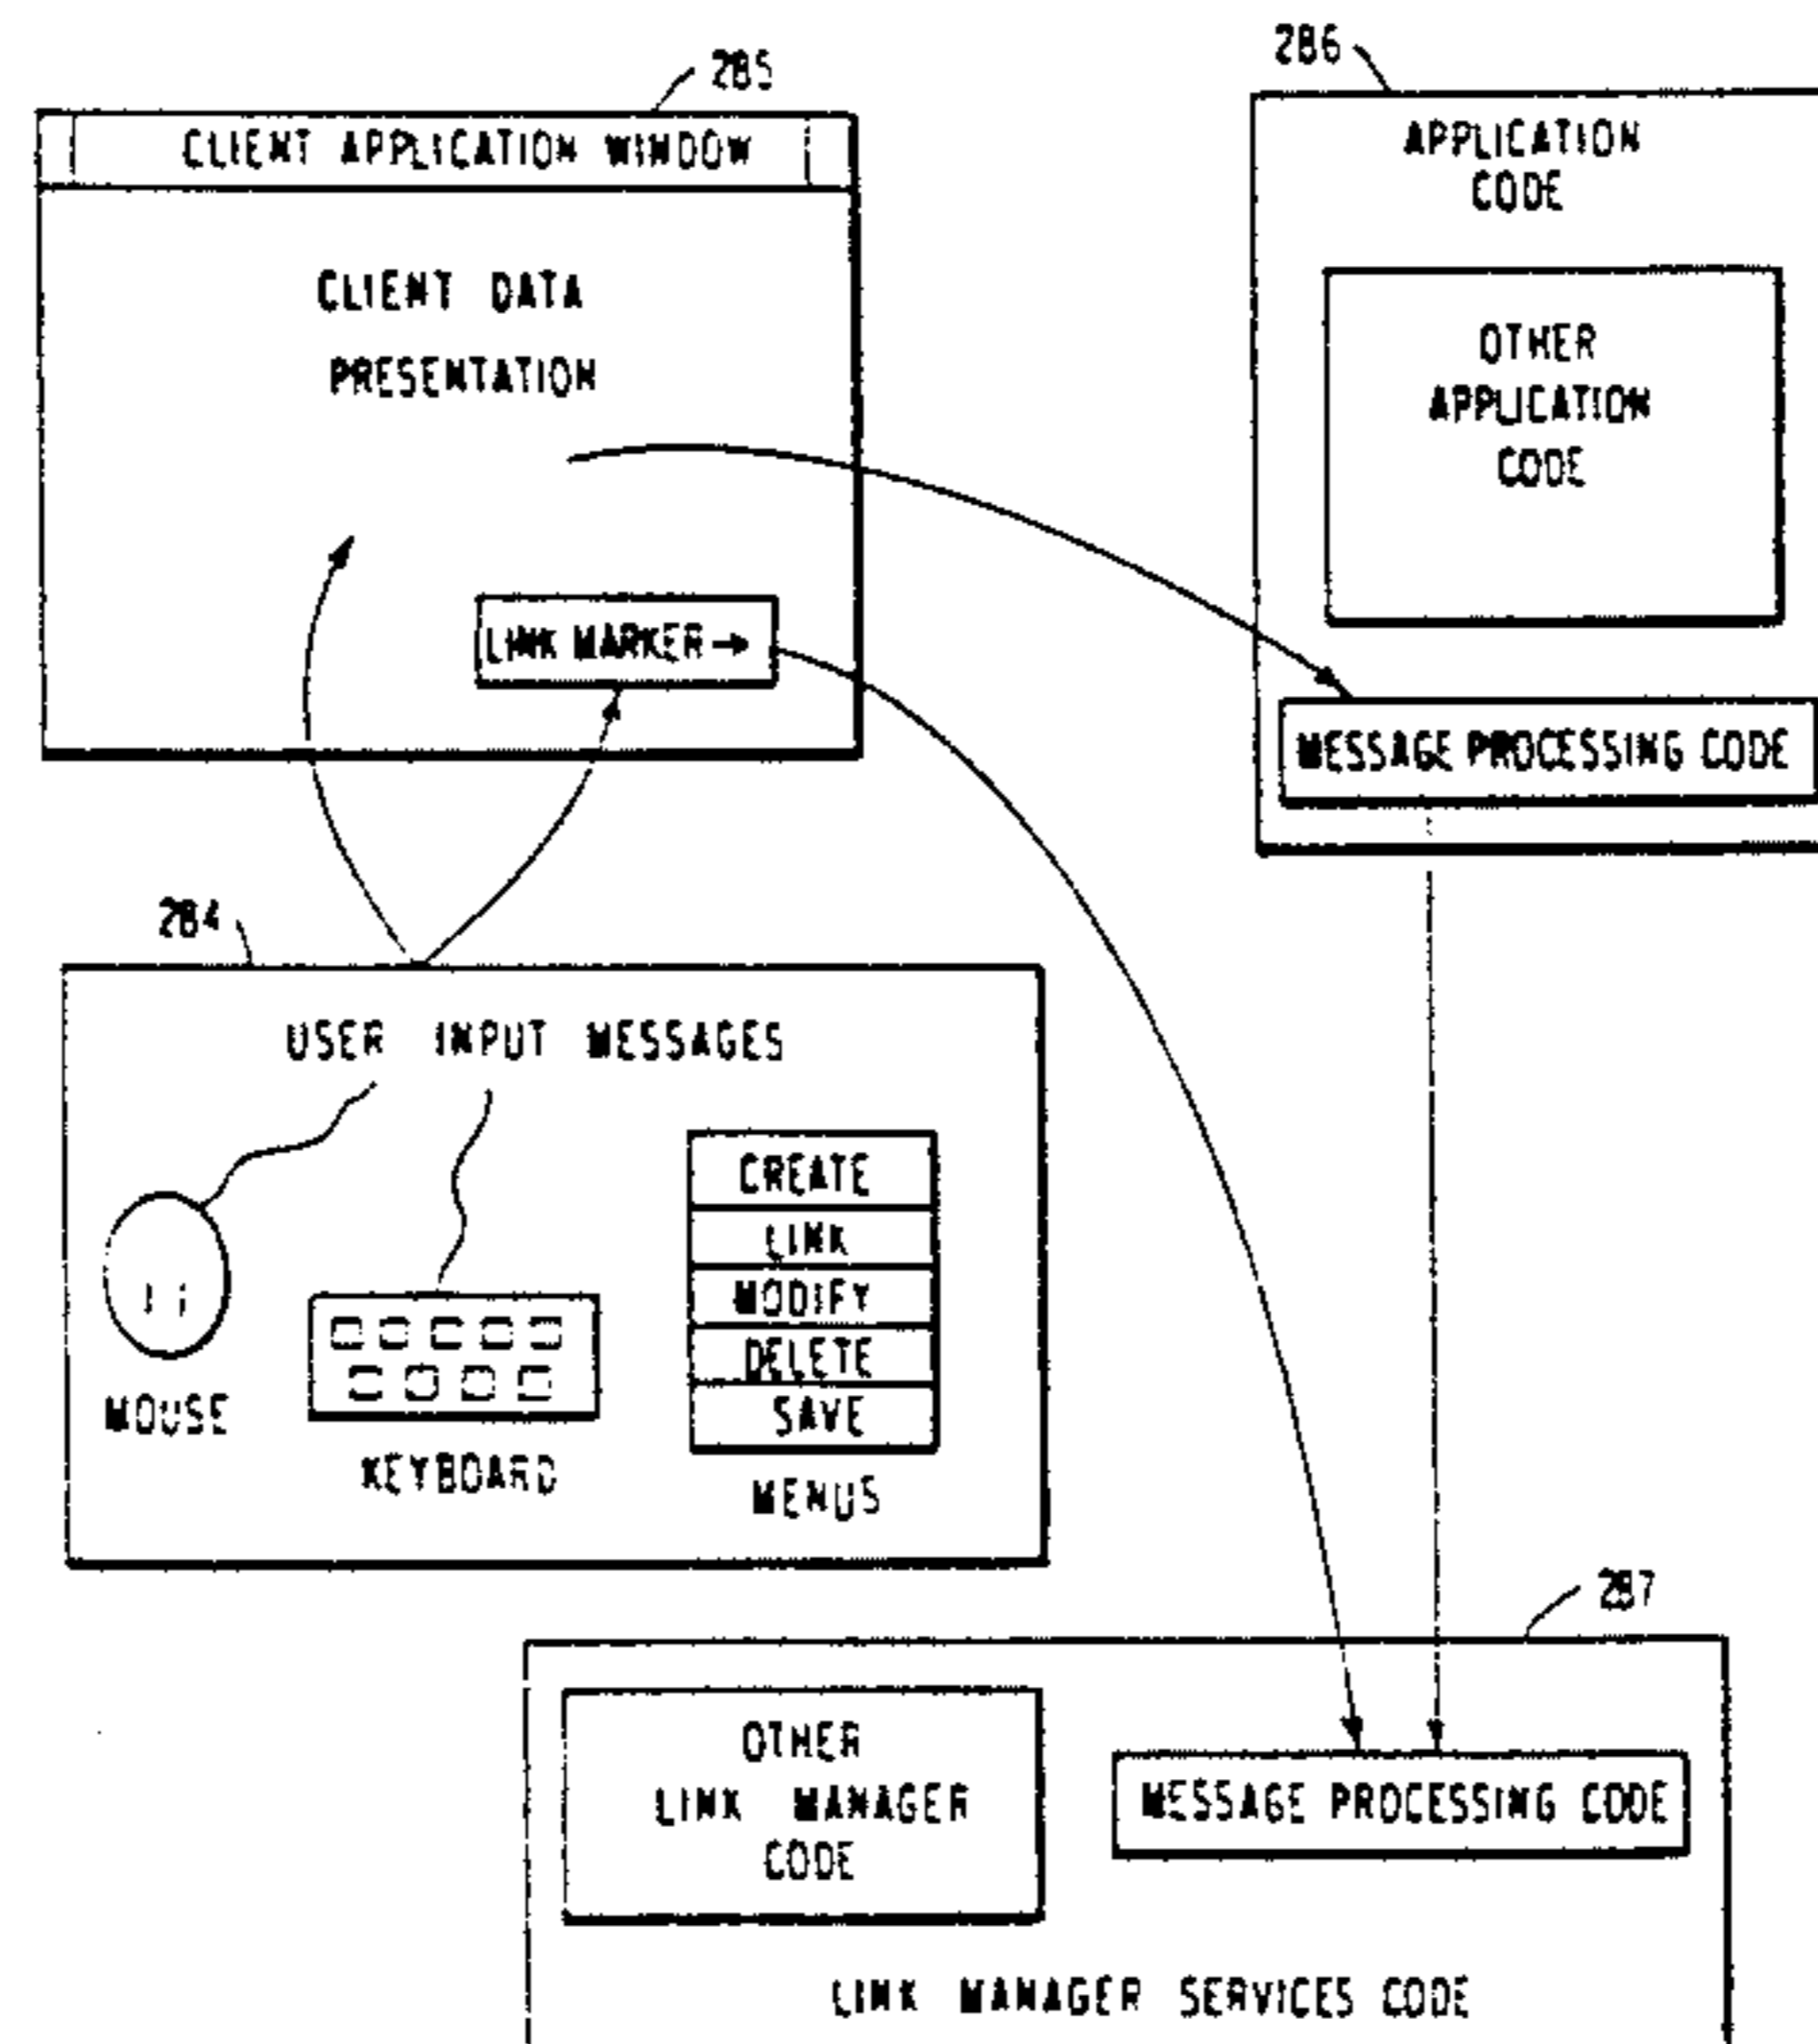 285
CLIENT APPLICATION WINDOW
CLIENT DATA
PRESENTATION
LINK MARKER →
286
APPLICATION
CODE
OTHER
APPLICATION
CODE
MESSAGE PROCESSING CODE
284
USER INPUT MESSAGES
MOUSE
KEYBOARD
CREATE
LINK
MODIFY
DELETE
SAVE
MENUS
287
OTHER
LINK MANAGER
CODE
MESSAGE PROCESSING CODE
LINK MANAGER SERVICES CODE